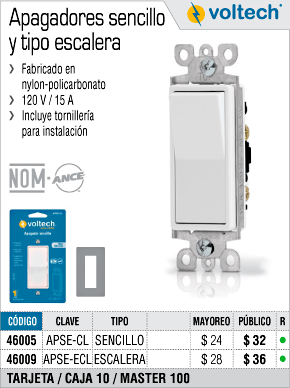 Apagadores sencillo
y tipo escalera
voltech®
› Fabricado en
nylon-policarbonato
› 120 V / 15 A
› Incluye tornillería
para instalación
NOM-ANCE®
voltech
Apagador sencillo
CÓDIGO CLAVE TIPO MAYOREO PÚBLICO R
46005 APSE-CL SENCILLO $ 24 $ 32 ●
46009 APSE-ECL ESCALERA $ 28 $ 36 ●
TARJETA / CAJA 10 / MASTER 100